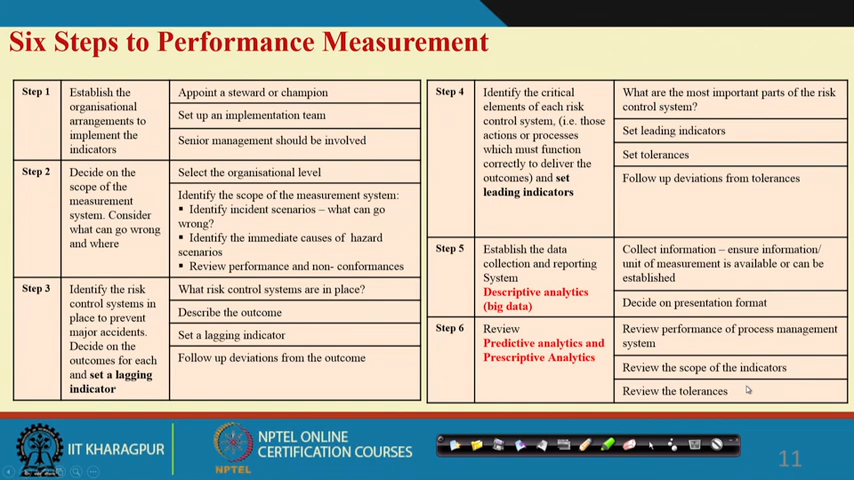 Six Steps to Performance Measurement
Step 1
Establish the
organisational
arrangements to
implement the
indicators
Appoint a steward or champion
Set up an implementation team
Senior management should be involved
Step 2
Decide on the
scope of the
measurement
system. Consider
what can go wrong
and where
Select the organisational level
Identify the scope of the measurement system:
▪ Identify incident scenarios – what can go
wrong?
▪ Identify the immediate causes of hazard
scenarios
▪ Review performance and non- conformances
Step 3
Identify the risk
control systems in
place to prevent
major accidents.
Decide on the
outcomes for each
and set a lagging
indicator
What risk control systems are in place?
Describe the outcome
Set a lagging indicator
Follow up deviations from the outcome
Step 4
Identify the critical
elements of each risk
control system, (i.e. those
actions or processes
which must function
correctly to deliver the
outcomes) and set
leading indicators
What are the most important parts of the risk
control system?
Set leading indicators
Set tolerances
Follow up deviations from tolerances
Step 5
Establish the data
collection and reporting
System
Descriptive analytics
(big data)
Collect information – ensure information/
unit of measurement is available or can be
established
Decide on presentation format
Step 6
Review
Predictive analytics and
Prescriptive Analytics
Review performance of process management
system
Review the scope of the indicators
Review the tolerances
IIT KHARAGPUR
NPTEL
NPTEL ONLINE
CERTIFICATION COURSES
11